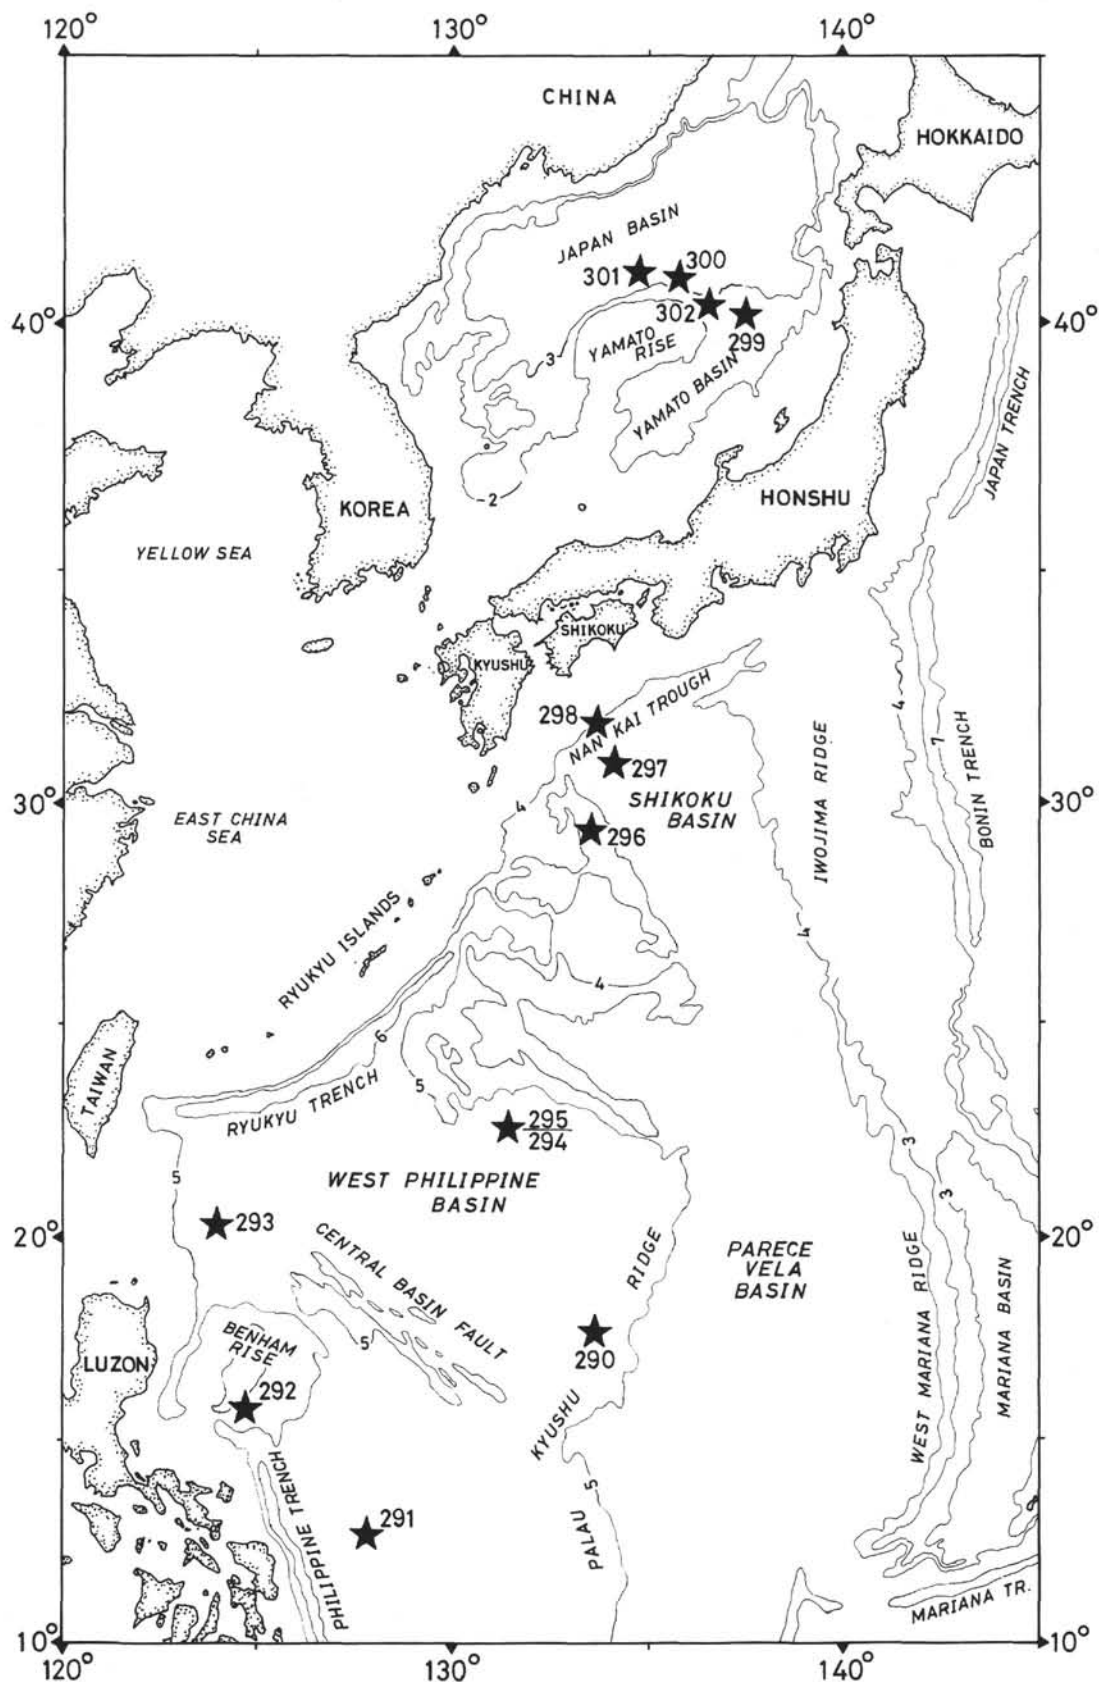 120°
130°
140°
CHINA
HOKKAIDO
JAPAN BASIN
301
300
40°
302
299
40°
3
YAMATO
RISE
YAMATO BASIN
JAPAN TRENCH
2
KOREA
HONSHU
YELLOW SEA
SHIKOKU
KYUSHU
298
NAN KAI TROUGH
297
4
7
IWOJIMA RIDGE
BONIN TRENCH
30°
4
SHIKOKU
BASIN
30°
EAST CHINA
SEA
296
RYUKYU ISLANDS
4
4
4
6
TAIWAN
5
RYUKYU TRENCH
295
294
3
5
WEST PHILIPPINE
BASIN
3
293
20°
20°
CENTRAL BASIN FAULT
RIDGE
PARECE
VELA
BASIN
WEST MARIANA RIDGE
MARIANA BASIN
BENHAM
RISE
5
290
LUZON
292
KYUSHU
PHILIPPINE TRENCH
5
291
PALAU
MARIANA TR.
10°
10°
120°
130°
140°